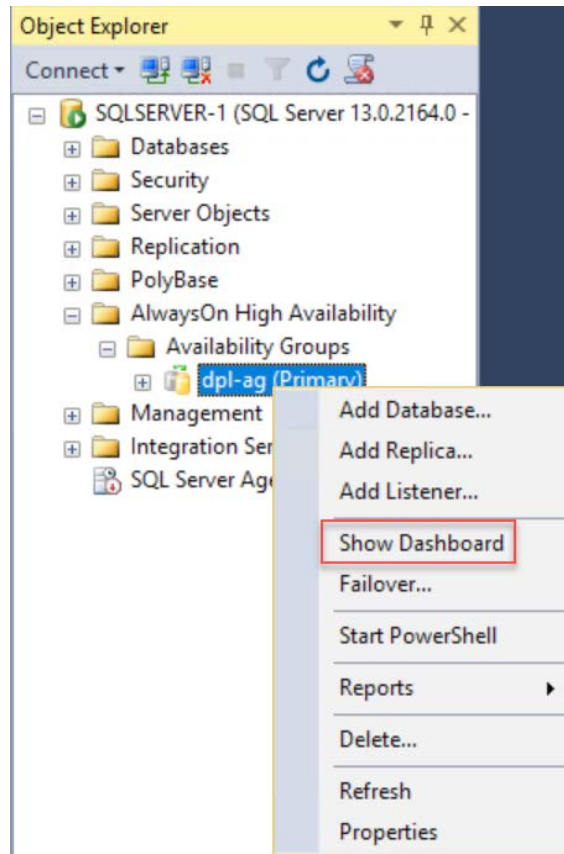 Object Explorer
Connect
SQLSERVER-1 (SQL Server 13.0.2164.0 -
Databases
Security
Server Objects
Replication
PolyBase
AlwaysOn High Availability
Availability Groups
dpl-ag (Primary)
Management
Integration Ser
SQL Server Age
Add Database...
Add Replica...
Add Listener...
Show Dashboard
Failover...
Start PowerShell
Reports
Delete...
Refresh
Properties